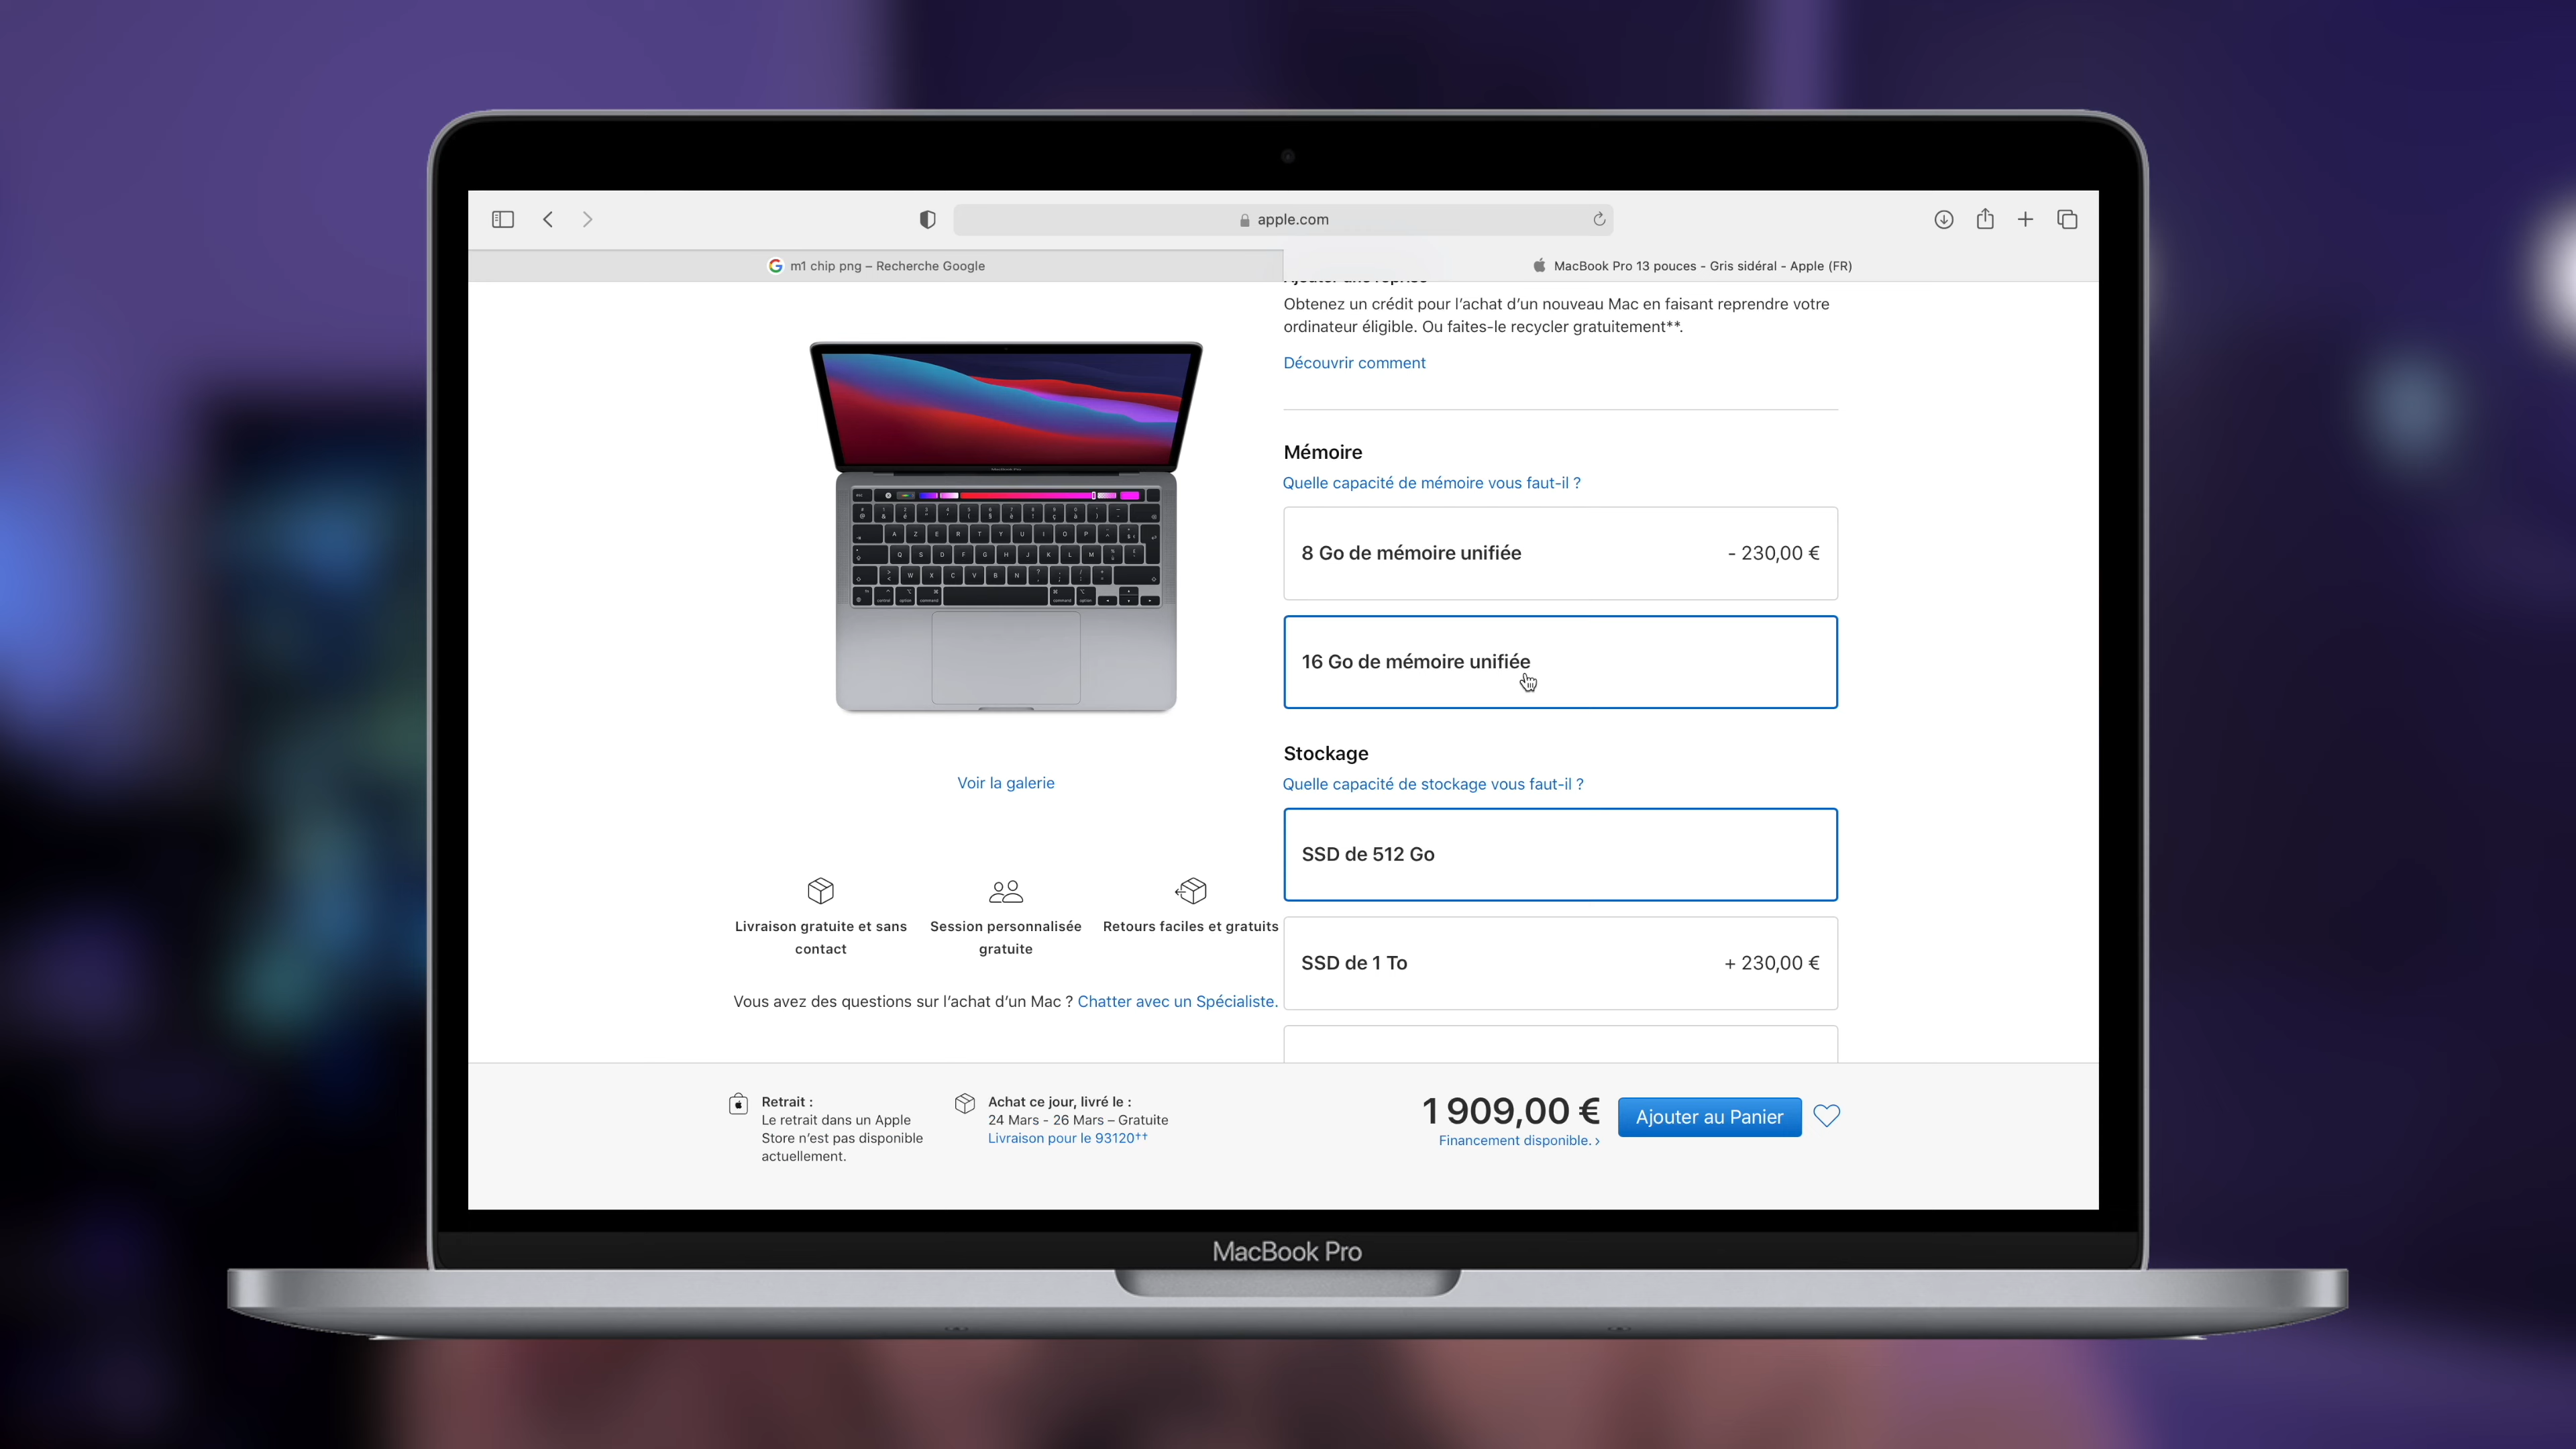 apple.com
m1 chip png – Recherche Google
MacBook Pro 13 pouces - Gris sidéral - Apple (FR)
Obtenez un crédit pour l'achat d'un nouveau Mac en faisant reprendre votre
ordinateur éligible. Ou faites-le recycler gratuitement**.
Découvrir comment
Mémoire
Quelle capacité de mémoire vous faut-il ?
8 Go de mémoire unifiée - 230,00 €
16 Go de mémoire unifiée
Stockage
Quelle capacité de stockage vous faut-il ?
SSD de 512 Go
SSD de 1 To + 230,00 €
Voir la galerie
Livraison gratuite et sans
contact
Session personnalisée
gratuite
Retours faciles et gratuits
Vous avez des questions sur l'achat d'un Mac ? Chatter avec un Spécialiste.
Retrait :
Le retrait dans un Apple
Store n'est pas disponible
actuellement.
Achat ce jour, livré le :
24 Mars - 26 Mars – Gratuite
Livraison pour le 93120††
1 909,00 €
Financement disponible. ›
Ajouter au Panier
MacBook Pro